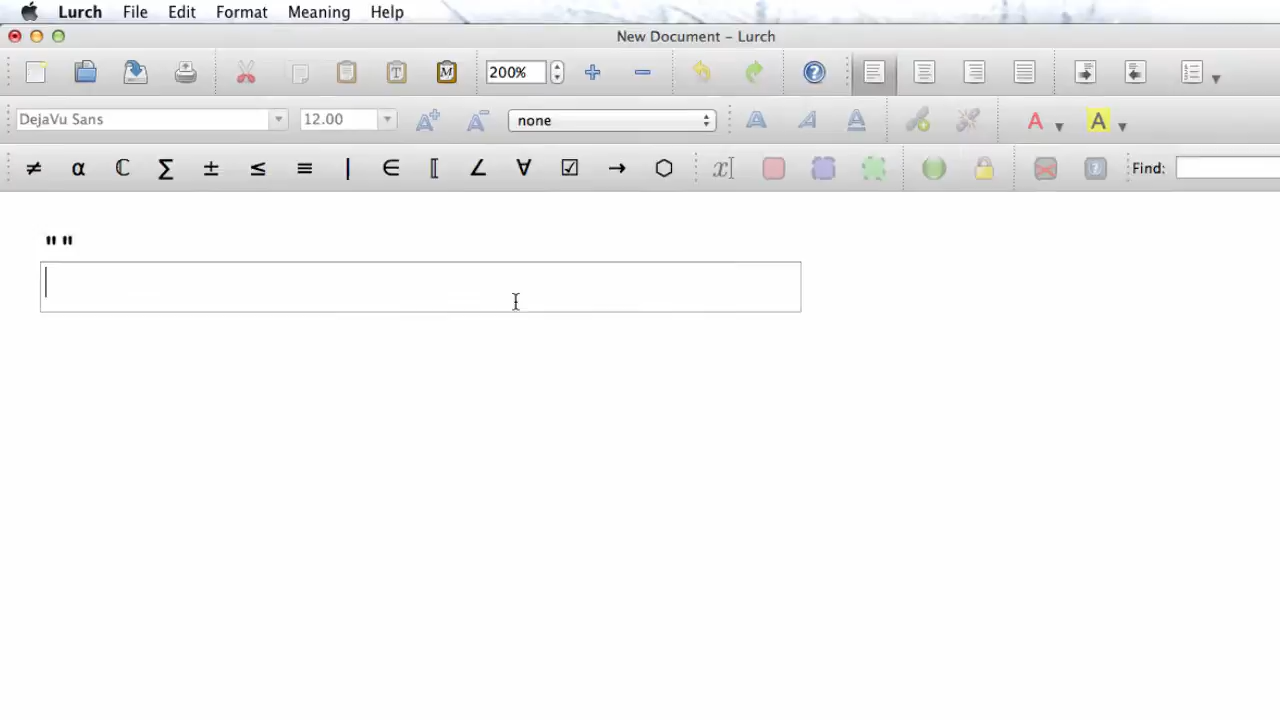 Lurch File Edit Format Meaning Help
New Document – Lurch
200%
DejaVu Sans 12.00 none A A A A A
≠ α ℂ ∑ ± ≤ ≡ | ∈ ⟦ ∠ ∀ ☑ → ⬡ x Find:
""